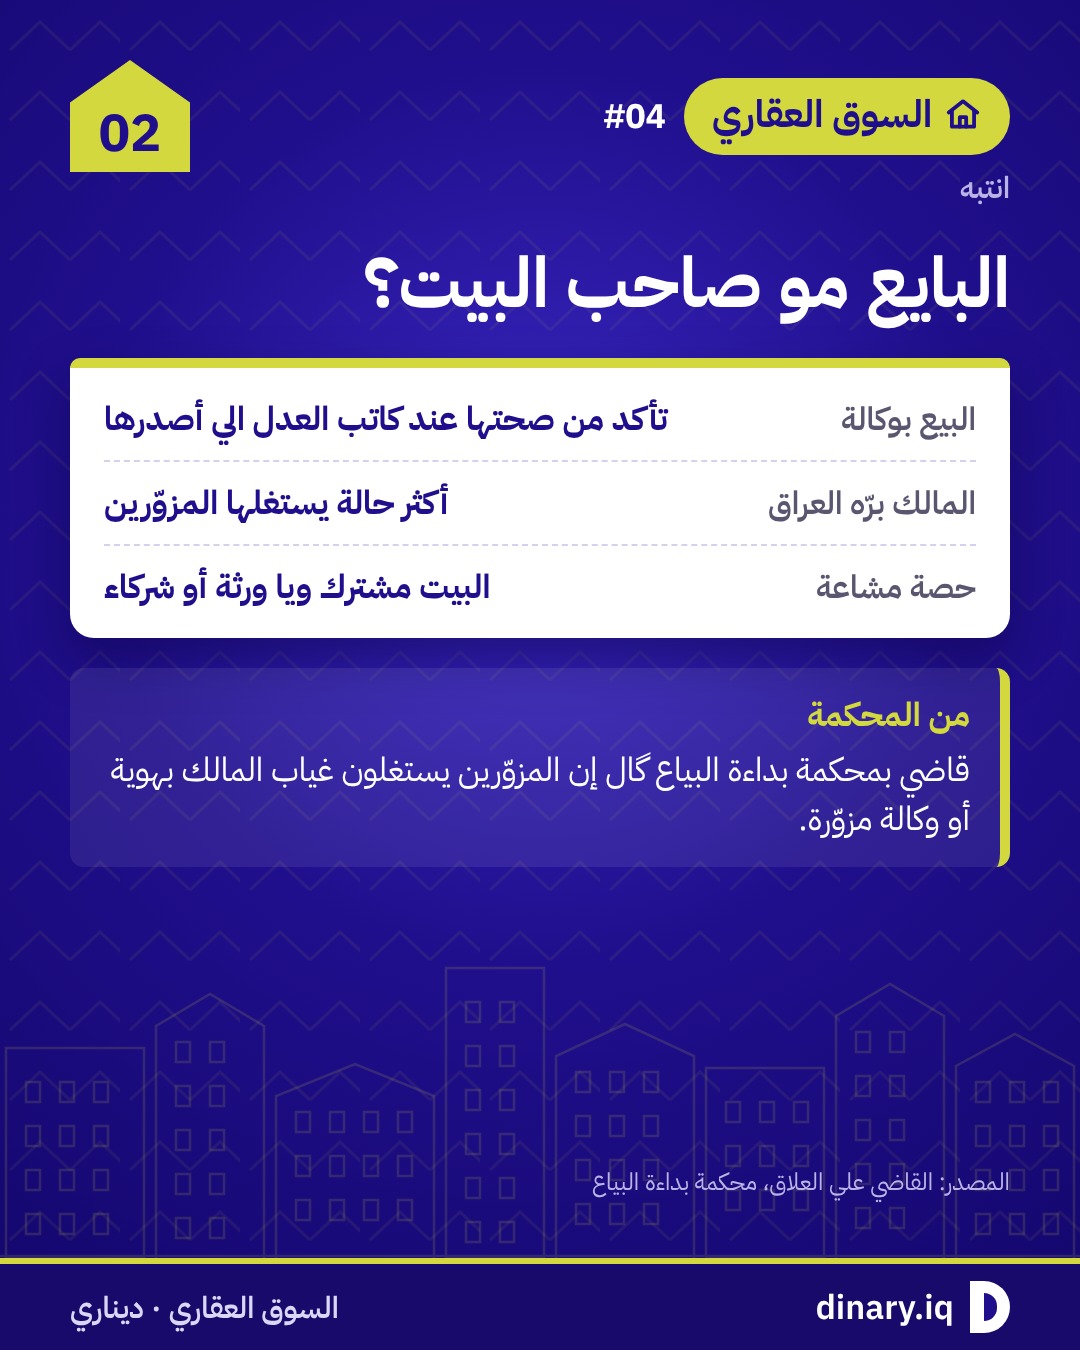 السوق العقاري #04
02
انتبه
البايع مو صاحب البيت؟
البيع بوكالة تأكد من صحتها عند كاتب العدل الي أصدرها
المالك برّه العراق أكثر حالة يستغلها المزوّرين
حصة مشاعة البيت مشترك ويا ورثة أو شركاء
من المحكمة
قاضي بمحكمة بداءة البياع گال إن المزوّرين يستغلون غياب المالك بهوية
أو وكالة مزوّرة.
المصدر: القاضي علي العلاق، محكمة بداءة البياع
dinary.iq
السوق العقاري · ديناري